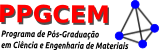 PPGCEM
Programa de Pós-Graduação
em Ciência e Engenharia de Materiais